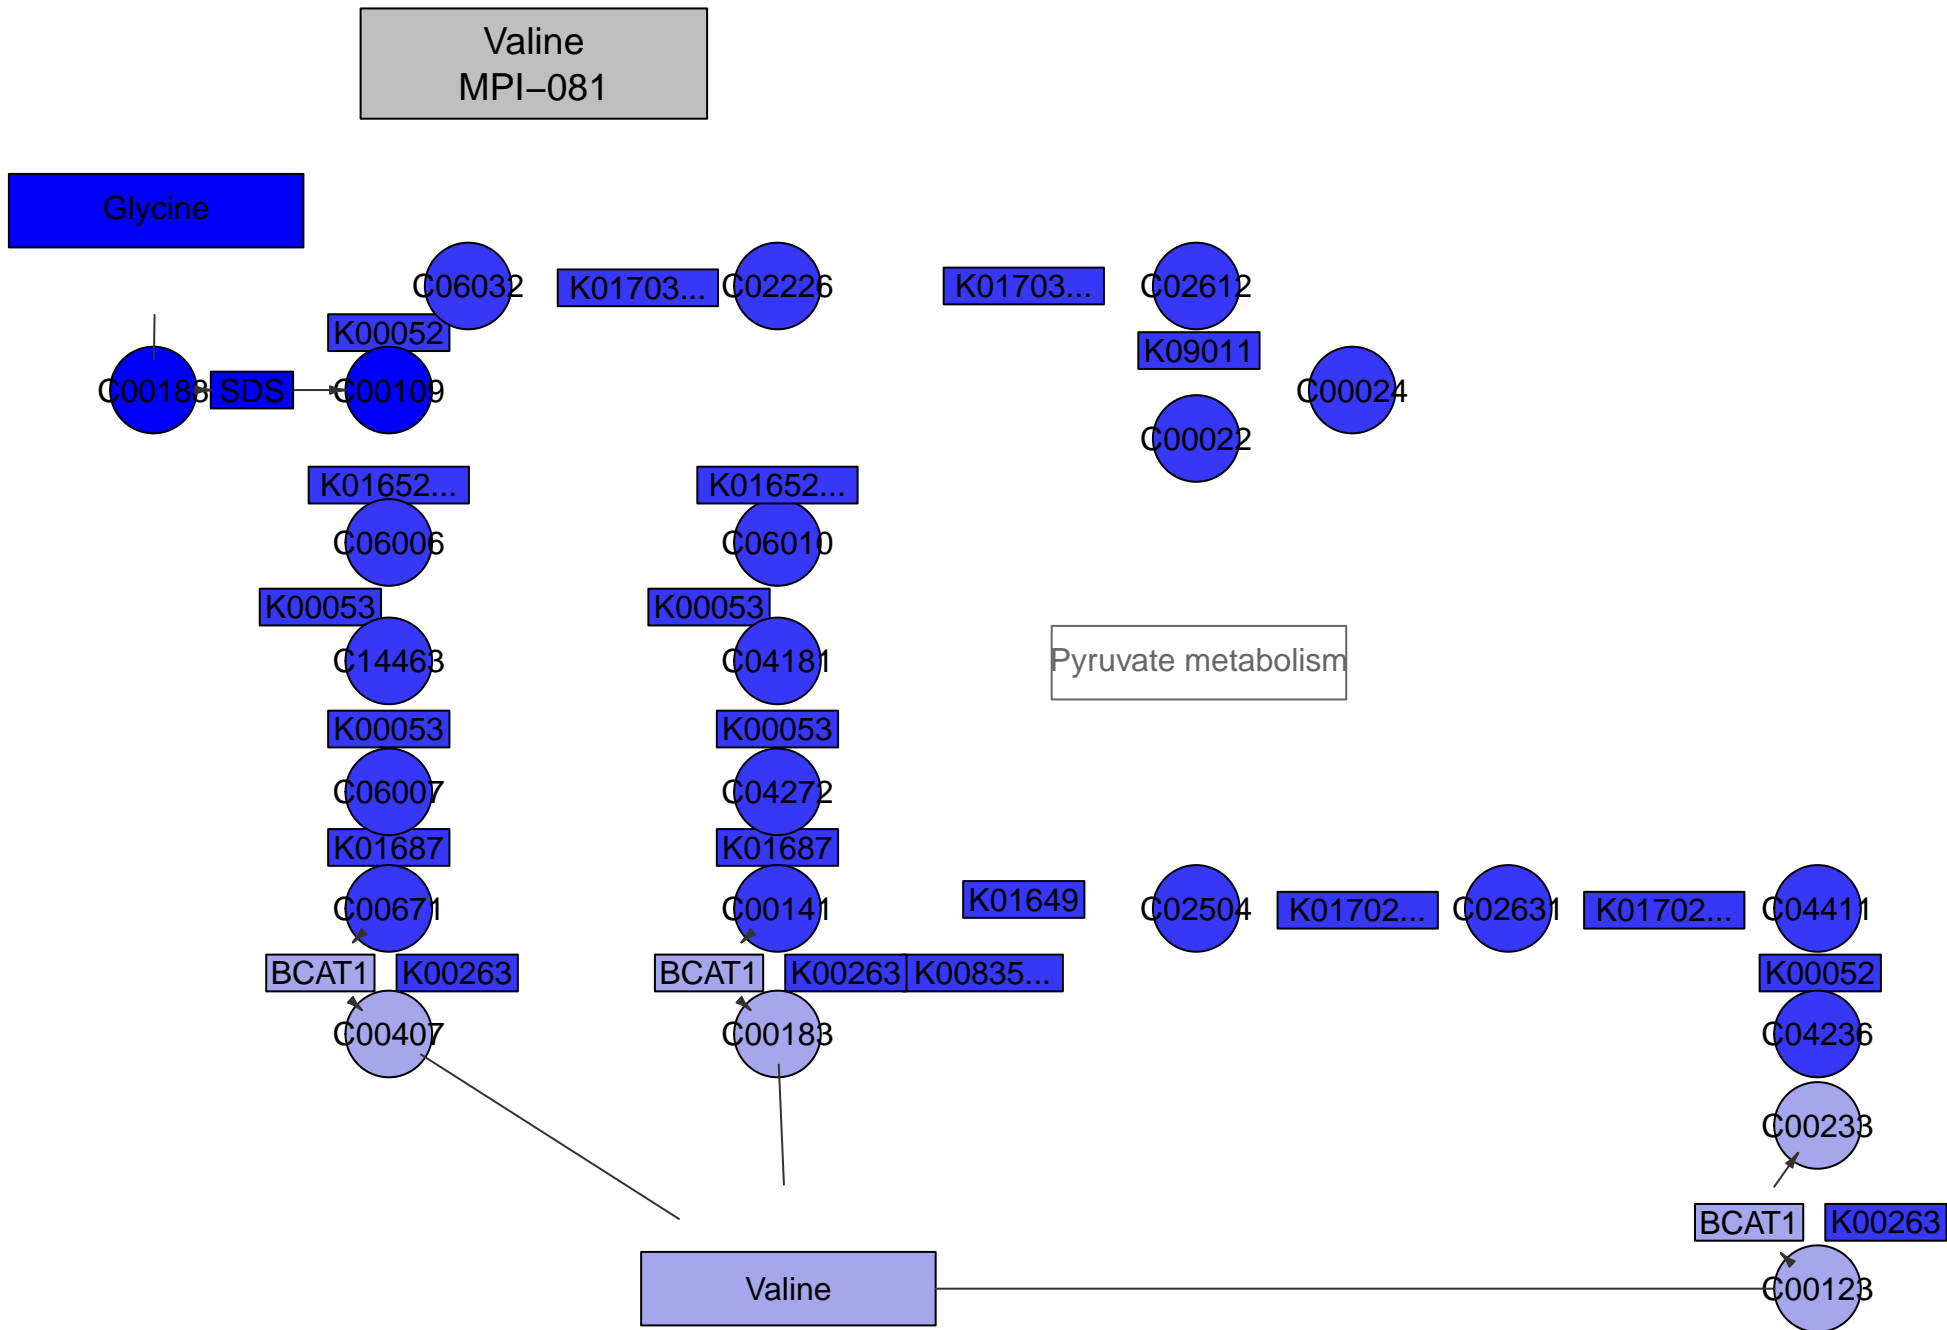 Valine
MPI−081
Glycine
C06032
K01703...
C02226
K01703...
C02612
K00052
K09011
C00188
SDS
C00109
C00024
C00022
K01652...
K01652...
C06006
C06010
K00053
K00053
C14463
C04181
Pyruvate metabolism
K00053
K00053
C06007
C04272
K01687
K01687
C00671
C00141
K01649
C02504
K01702...
C02631
K01702...
C04411
BCAT1
K00263
BCAT1
K00263
K00835...
K00052
C00407
C00183
C04236
C00233
BCAT1
K00263
Valine
C00123